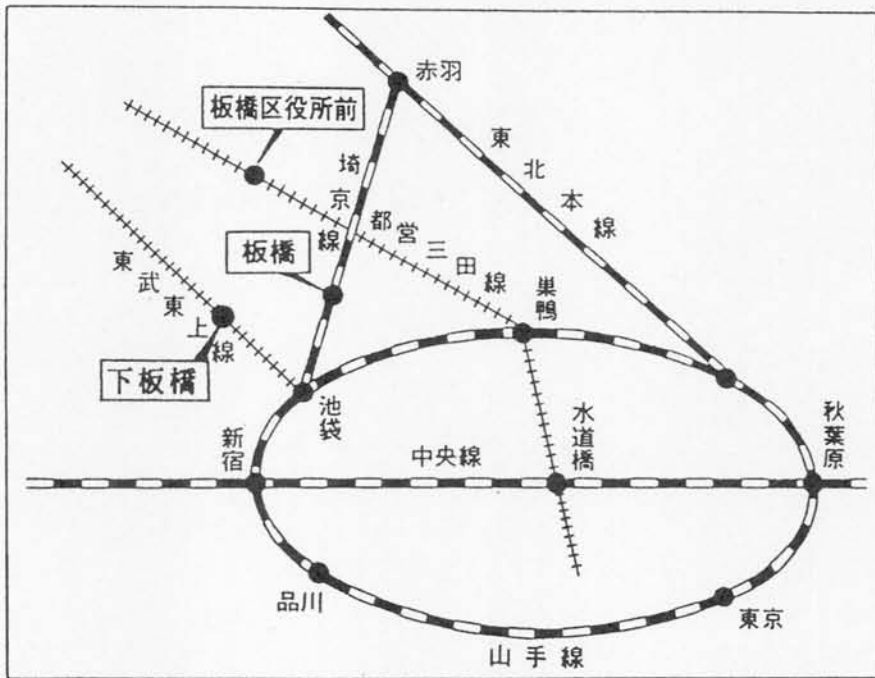 赤羽
板橋区役所前
東北本線
埼京線
都営三田線
板橋
東武東上線
巣鴨
下板橋
池袋
水道橋
秋葉原
新宿
中央線
品川
東京
山手線